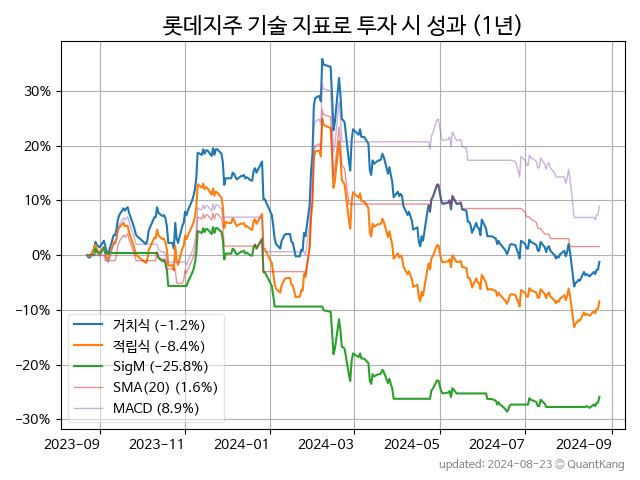 롯데지주 기술 지표로 투자 시 성과 (1년)
30%
20%
10%
0%
−10%
−20%
−30%
거치식 (−1.2%)
적립식 (−8.4%)
SigM (−25.8%)
SMA(20) (1.6%)
MACD (8.9%)
2023-09
2023-11
2024-01
2024-03
2024-05
2024-07
2024-09
updated: 2024-08-23 © QuantKang